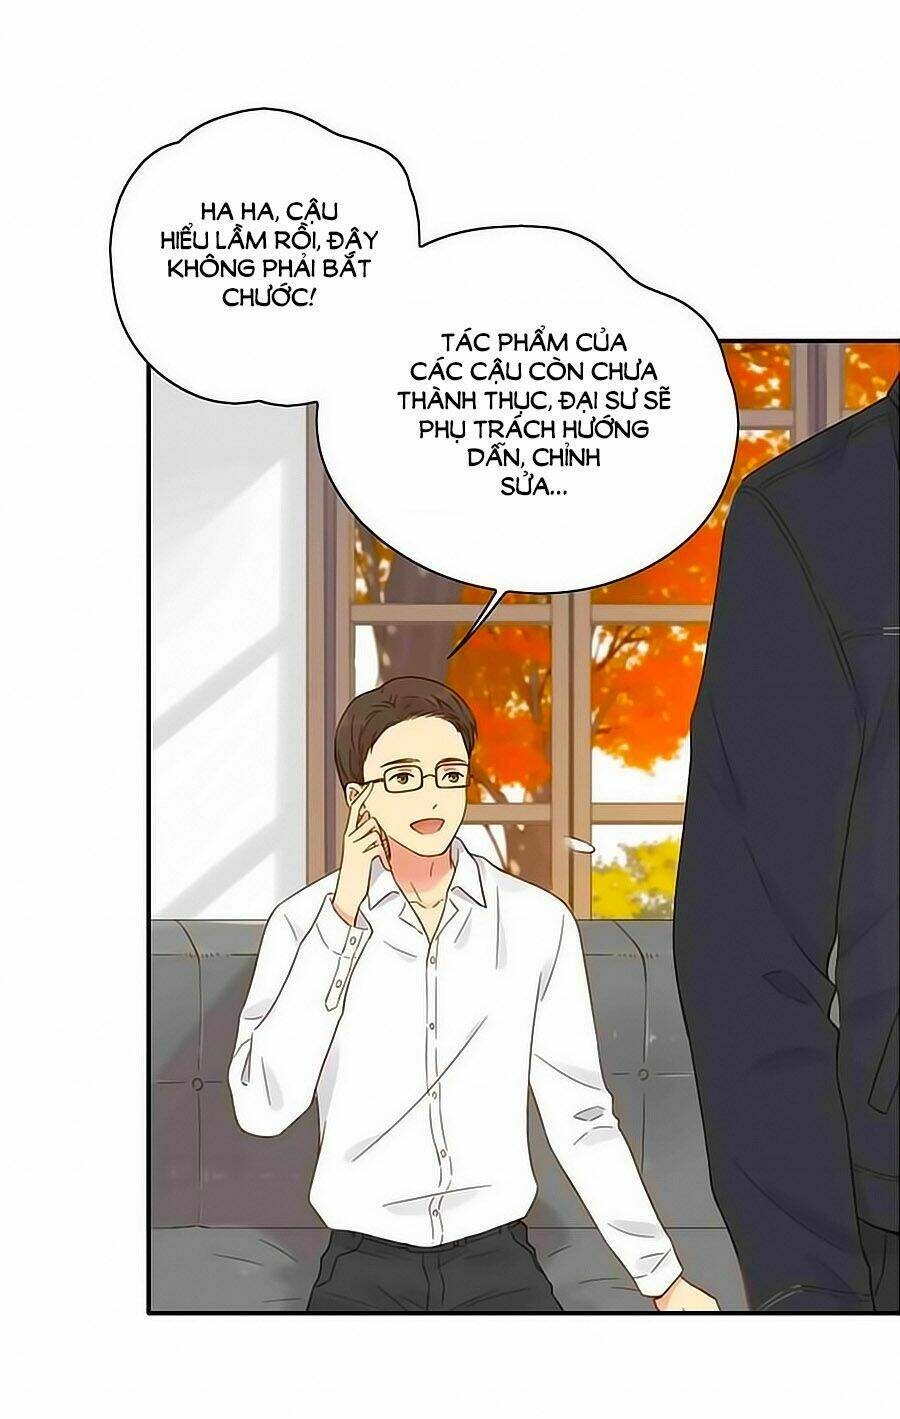 HA HA, CẬU
HIỂU LẦM RỒI, ĐÂY
KHÔNG PHẢI BẮT
CHƯỚC!
TÁC PHẨM CỦA
CÁC CẬU CÒN CHƯA
THÀNH THỤC, ĐẠI SƯ SẼ
PHỤ TRÁCH HƯỚNG
DẪN, CHỈNH
SỬA...